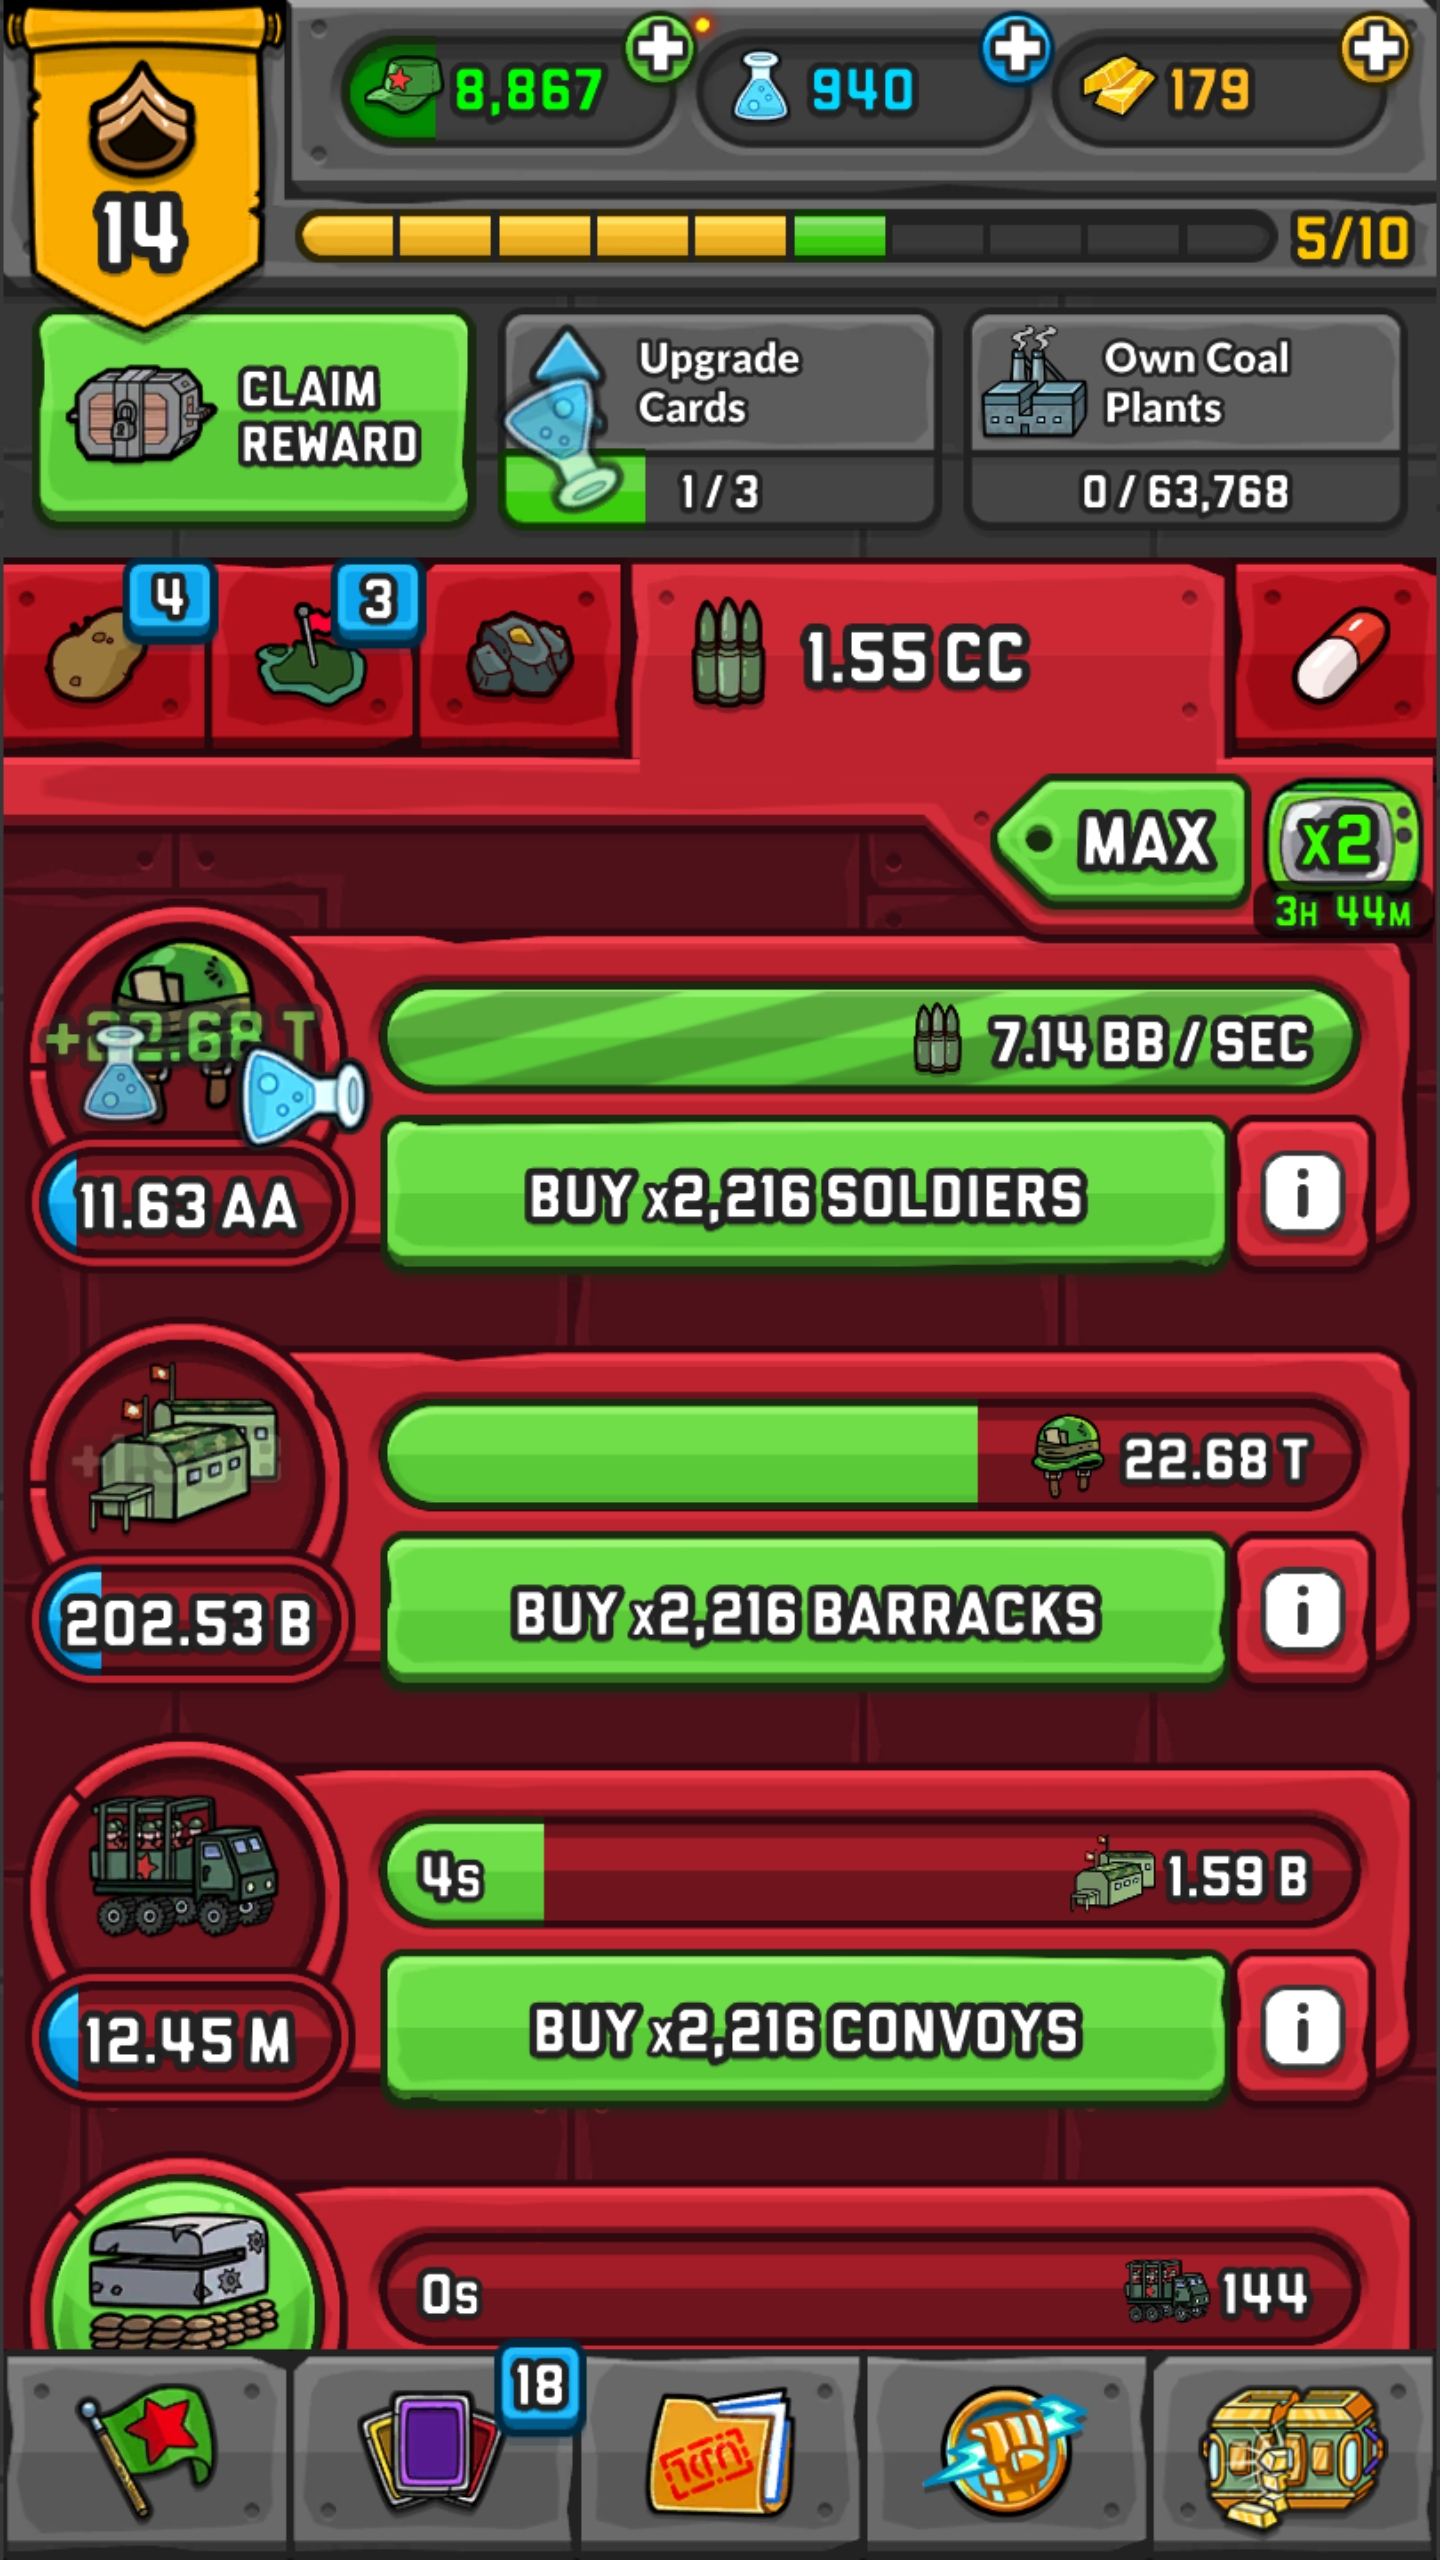 14
8,867
940
179
5/10
CLAIM
REWARD
Upgrade
Cards
1 / 3
Own Coal
Plants
0 / 63,768
4
3
1.55 CC
MAX
x2
3H 44M
+22.68 T
7.14 BB / SEC
11.63 AA
BUY x2,216 SOLDIERS
i
22.68 T
202.53 B
BUY x2,216 BARRACKS
i
4s
1.59 B
12.45 M
BUY x2,216 CONVOYS
i
0s
144
18